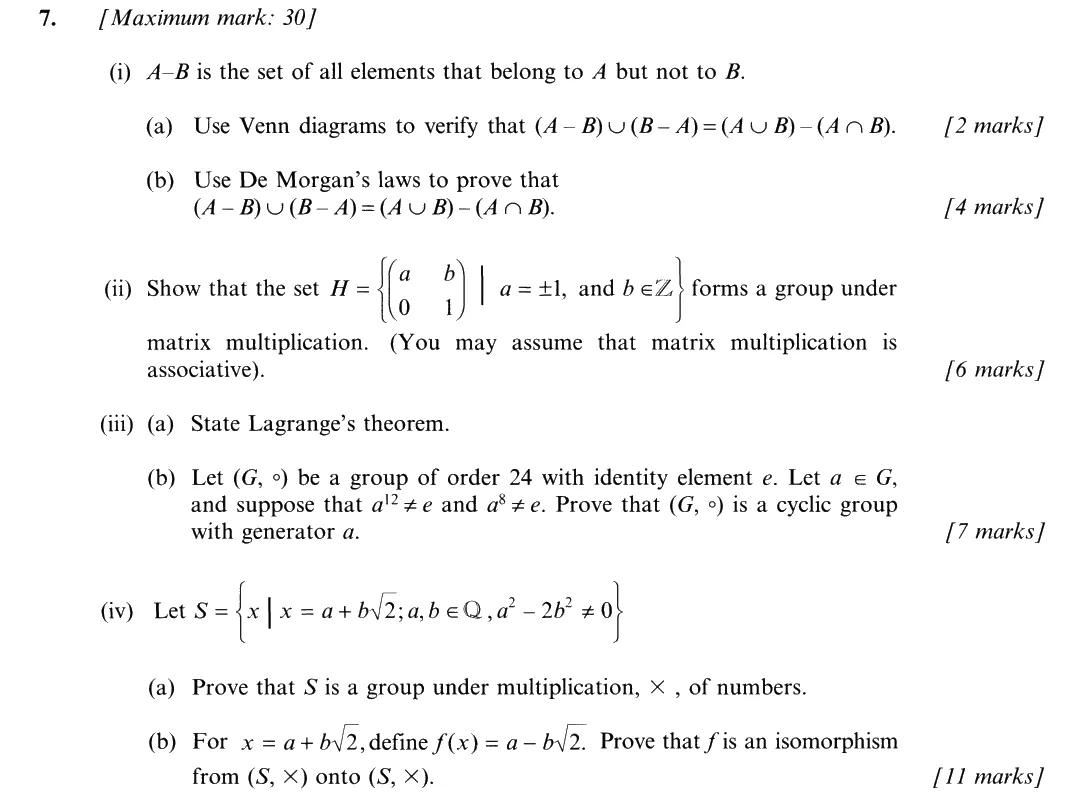 7. [Maximum mark: 30]
(i) A–B is the set of all elements that belong to A but not to B.
(a) Use Venn diagrams to verify that (A – B) ∪ (B – A) = (A ∪ B) – (A ∩ B). [2 marks]
(b) Use De Morgan's laws to prove that
(A – B) ∪ (B – A) = (A ∪ B) – (A ∩ B). [4 marks]
(ii) Show that the set H = {(a b; 0 1) | a = ±1, and b ∈ ℤ} forms a group under
matrix multiplication. (You may assume that matrix multiplication is
associative). [6 marks]
(iii) (a) State Lagrange's theorem.
(b) Let (G, ∘) be a group of order 24 with identity element e. Let a ∈ G,
and suppose that a¹² ≠ e and a⁸ ≠ e. Prove that (G, ∘) is a cyclic group
with generator a. [7 marks]
(iv) Let S = {x | x = a + b√2; a, b ∈ ℚ, a² – 2b² ≠ 0}
(a) Prove that S is a group under multiplication, ×, of numbers.
(b) For x = a + b√2, define f(x) = a – b√2. Prove that f is an isomorphism
from (S, ×) onto (S, ×). [11 marks]